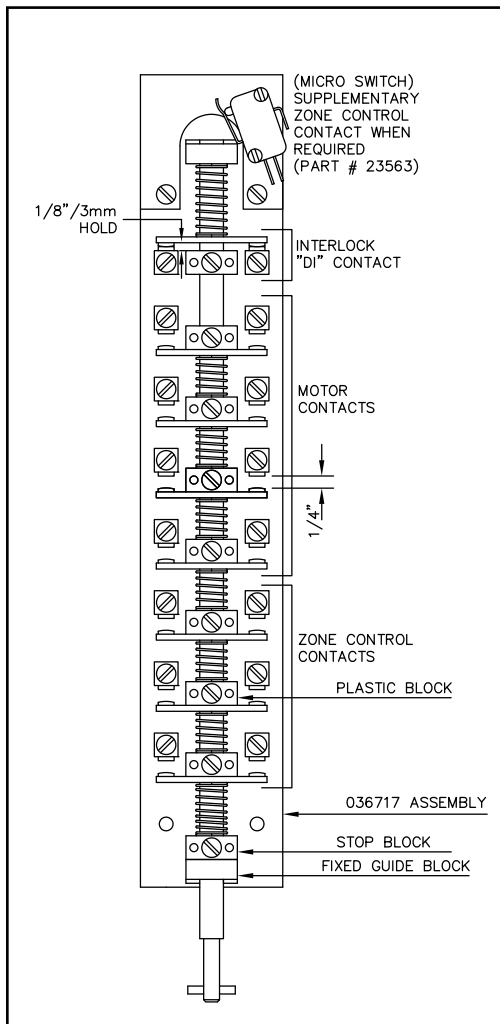 (MICRO SWITCH)
SUPPLEMENTARY
ZONE CONTROL
CONTACT WHEN
REQUIRED
(PART # 23563)
1/8"/3mm
HOLD
INTERLOCK
"DI" CONTACT
MOTOR
CONTACTS
1/4"
ZONE CONTROL
CONTACTS
PLASTIC BLOCK
036717 ASSEMBLY
STOP BLOCK
FIXED GUIDE BLOCK